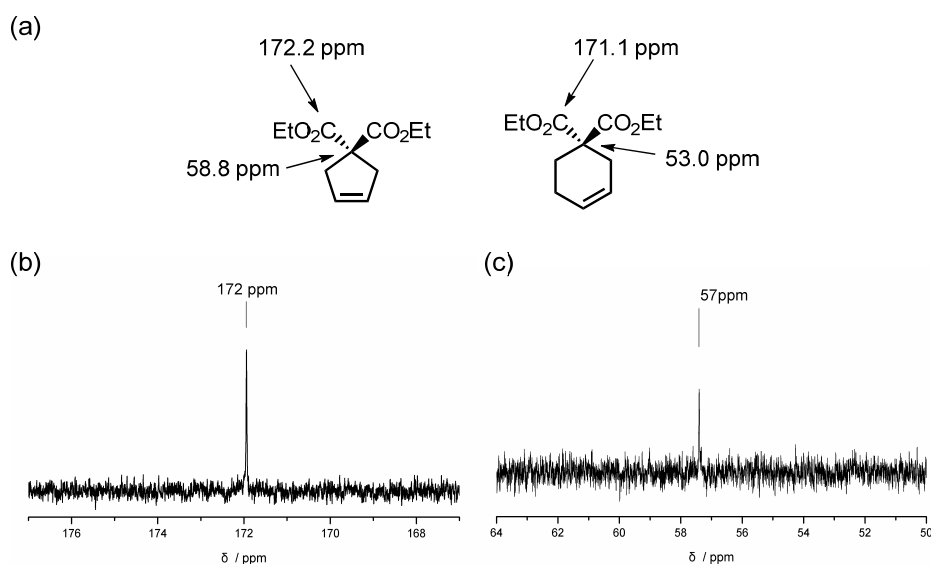 (a)
172.2 ppm 171.1 ppm
EtO₂C CO₂Et EtO₂C CO₂Et
58.8 ppm 53.0 ppm
(b) (c)
172 ppm 57ppm
176 174 172 170 168 64 62 60 58 56 54 52 50
δ / ppm δ / ppm